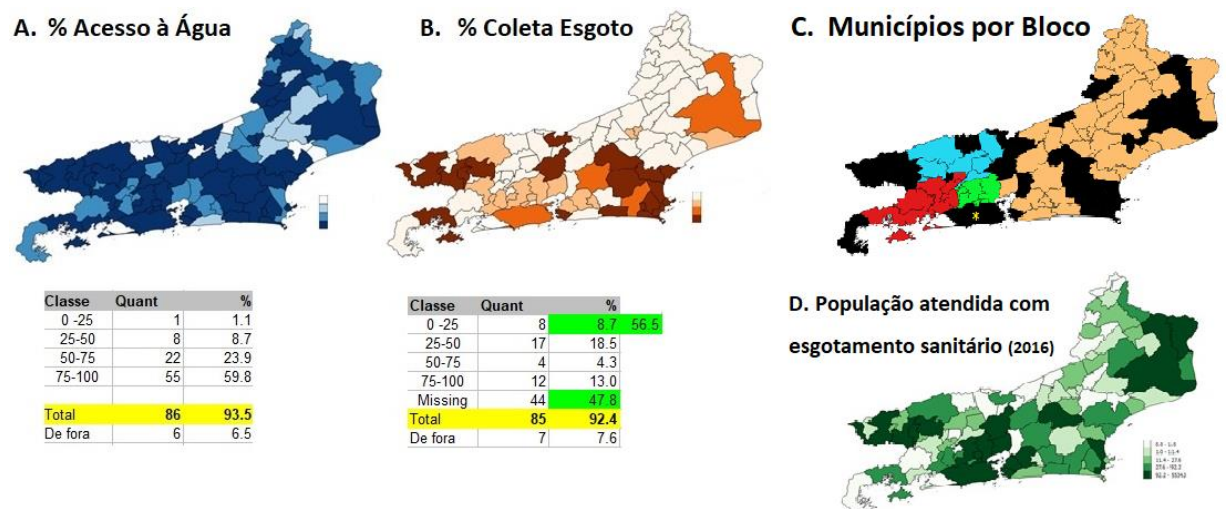 A. % Acesso à Água
B. % Coleta Esgoto
C. Municípios por Bloco
*
Classe Quant %
0 -25 1 1.1
25-50 8 8.7
50-75 22 23.9
75-100 55 59.8
Total 86 93.5
De fora 6 6.5
Classe Quant %
0 -25 8 8.7 56.5
25-50 17 18.5
50-75 4 4.3
75-100 12 13.0
Missing 44 47.8
Total 85 92.4
De fora 7 7.6
D. População atendida com
esgotamento sanitário (2016)